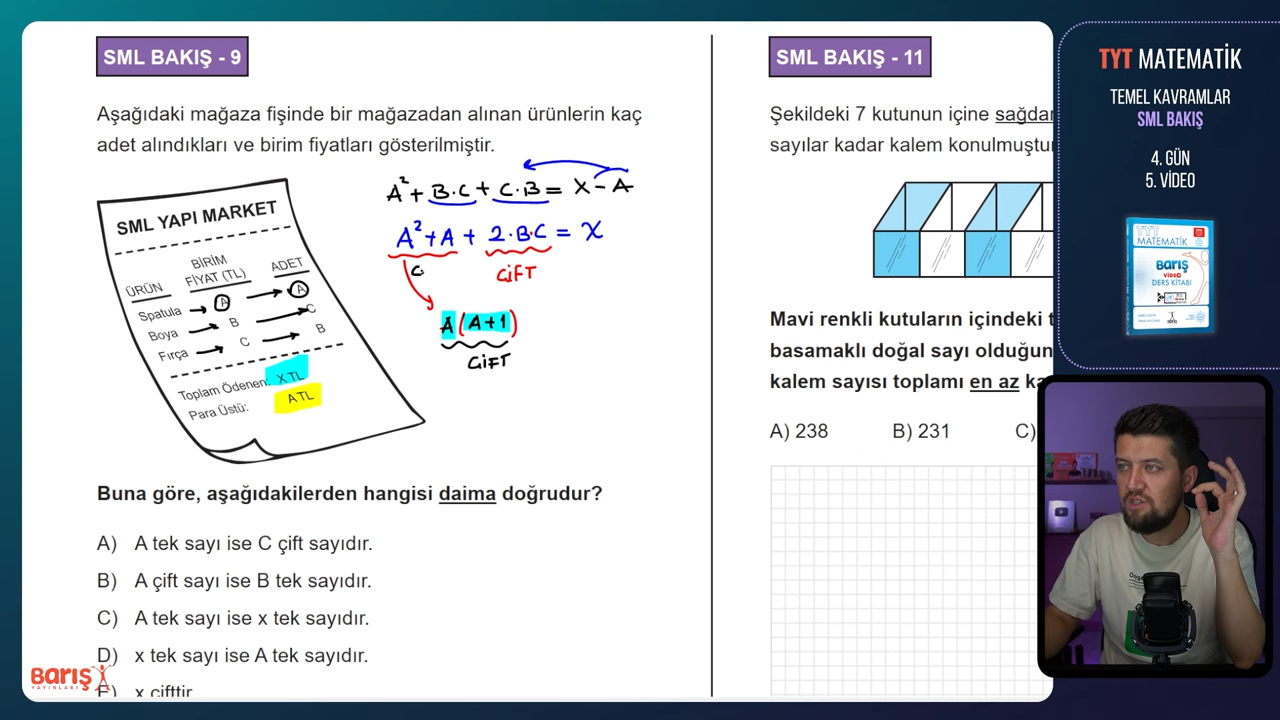 SML BAKIŞ - 9
Aşağıdaki mağaza fişinde bir mağazadan alınan ürünlerin kaç
adet alındıkları ve birim fiyatları gösterilmiştir.
SML YAPI MARKET
ÜRÜN BİRİM FİYAT (TL) ADET
Spatula → A → A
Boya → B → C
Fırça → C → B
Toplam Ödenen: X TL
Para Üstü: A TL
A² + B·C + C·B = X - A
A² + A + 2·B·C = X
Ç ÇİFT
A (A+1)
ÇİFT
Buna göre, aşağıdakilerden hangisi daima doğrudur?
A) A tek sayı ise C çift sayıdır.
B) A çift sayı ise B tek sayıdır.
C) A tek sayı ise x tek sayıdır.
D) x tek sayı ise A tek sayıdır.
E) x çifttir
BARIŞ
YAYINLARI
SML BAKIŞ - 11
Şekildeki 7 kutunun içine sağda
sayılar kadar kalem konulmuştu
Mavi renkli kutuların içindeki
basamaklı doğal sayı olduğun
kalem sayısı toplamı en az ka
A) 238 B) 231 C)
TYT MATEMATİK
TEMEL KAVRAMLAR
SML BAKIŞ
4. GÜN
5. VİDEO
TYT
MATEMATİK
BARIŞ
VİDEO
DERS KİTABI